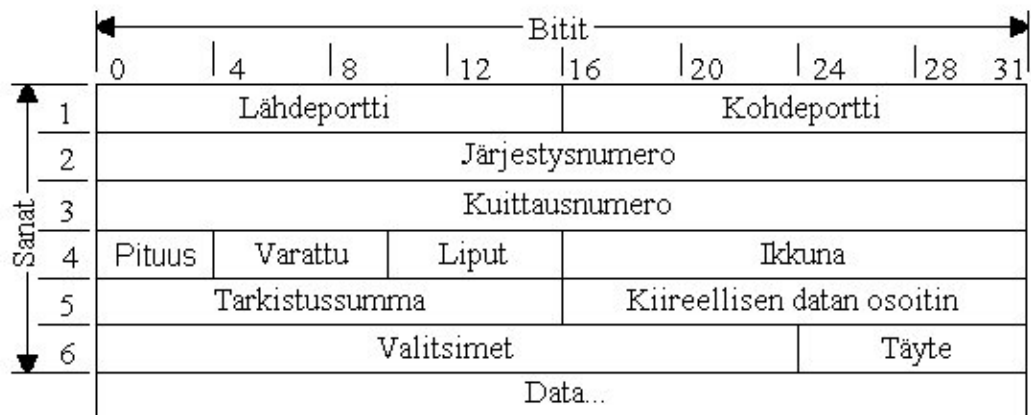 Bitit
0 4 8 12 16 20 24 28 31
Sanat
1 Lähdeportti Kohdeportti
2 Järjestysnumero
3 Kuittausnumero
4 Pituus Varattu Liput Ikkuna
5 Tarkistussumma Kiireellisen datan osoitin
6 Valitsimet Täyte
Data...